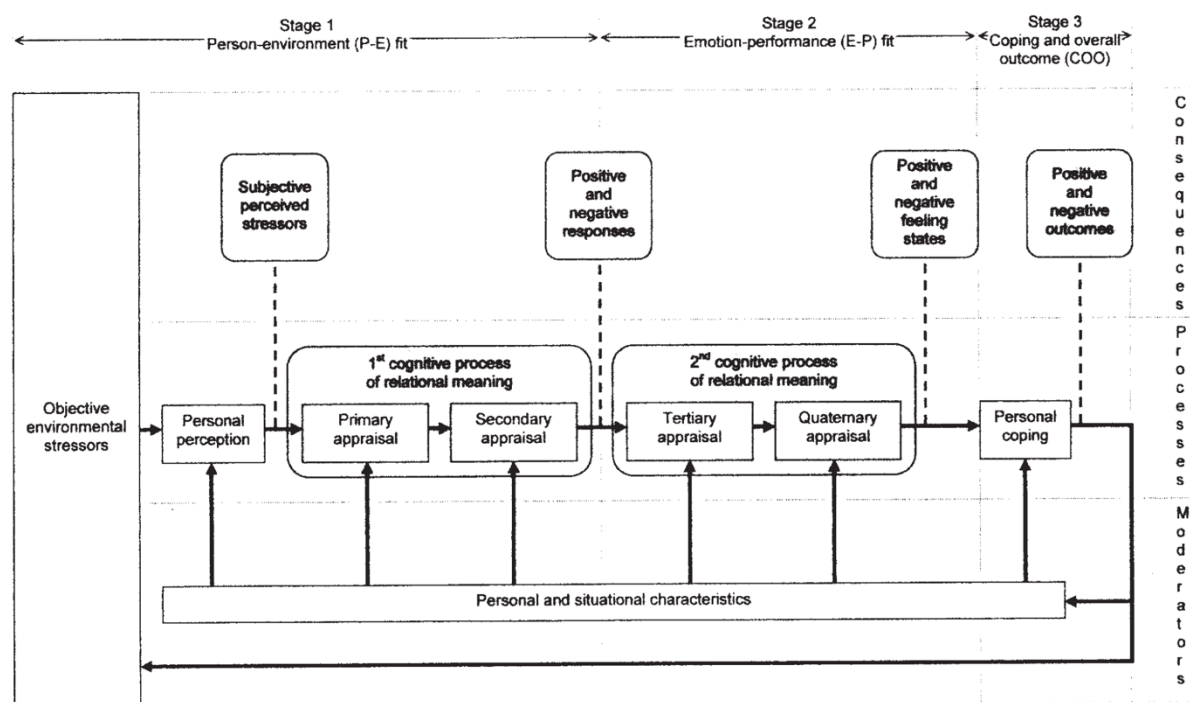 Stage 1
Person-environment (P-E) fit
Stage 2
Emotion-performance (E-P) fit
Stage 3
Coping and overall
outcome (COO)
Consequences
Subjective
perceived
stressors
Positive
and
negative
responses
Positive
and
negative
feeling
states
Positive
and
negative
outcomes
Processes
1st cognitive process
of relational meaning
2nd cognitive process
of relational meaning
Objective
environmental
stressors
Personal
perception
Primary
appraisal
Secondary
appraisal
Tertiary
appraisal
Quaternary
appraisal
Personal
coping
Moderators
Personal and situational characteristics